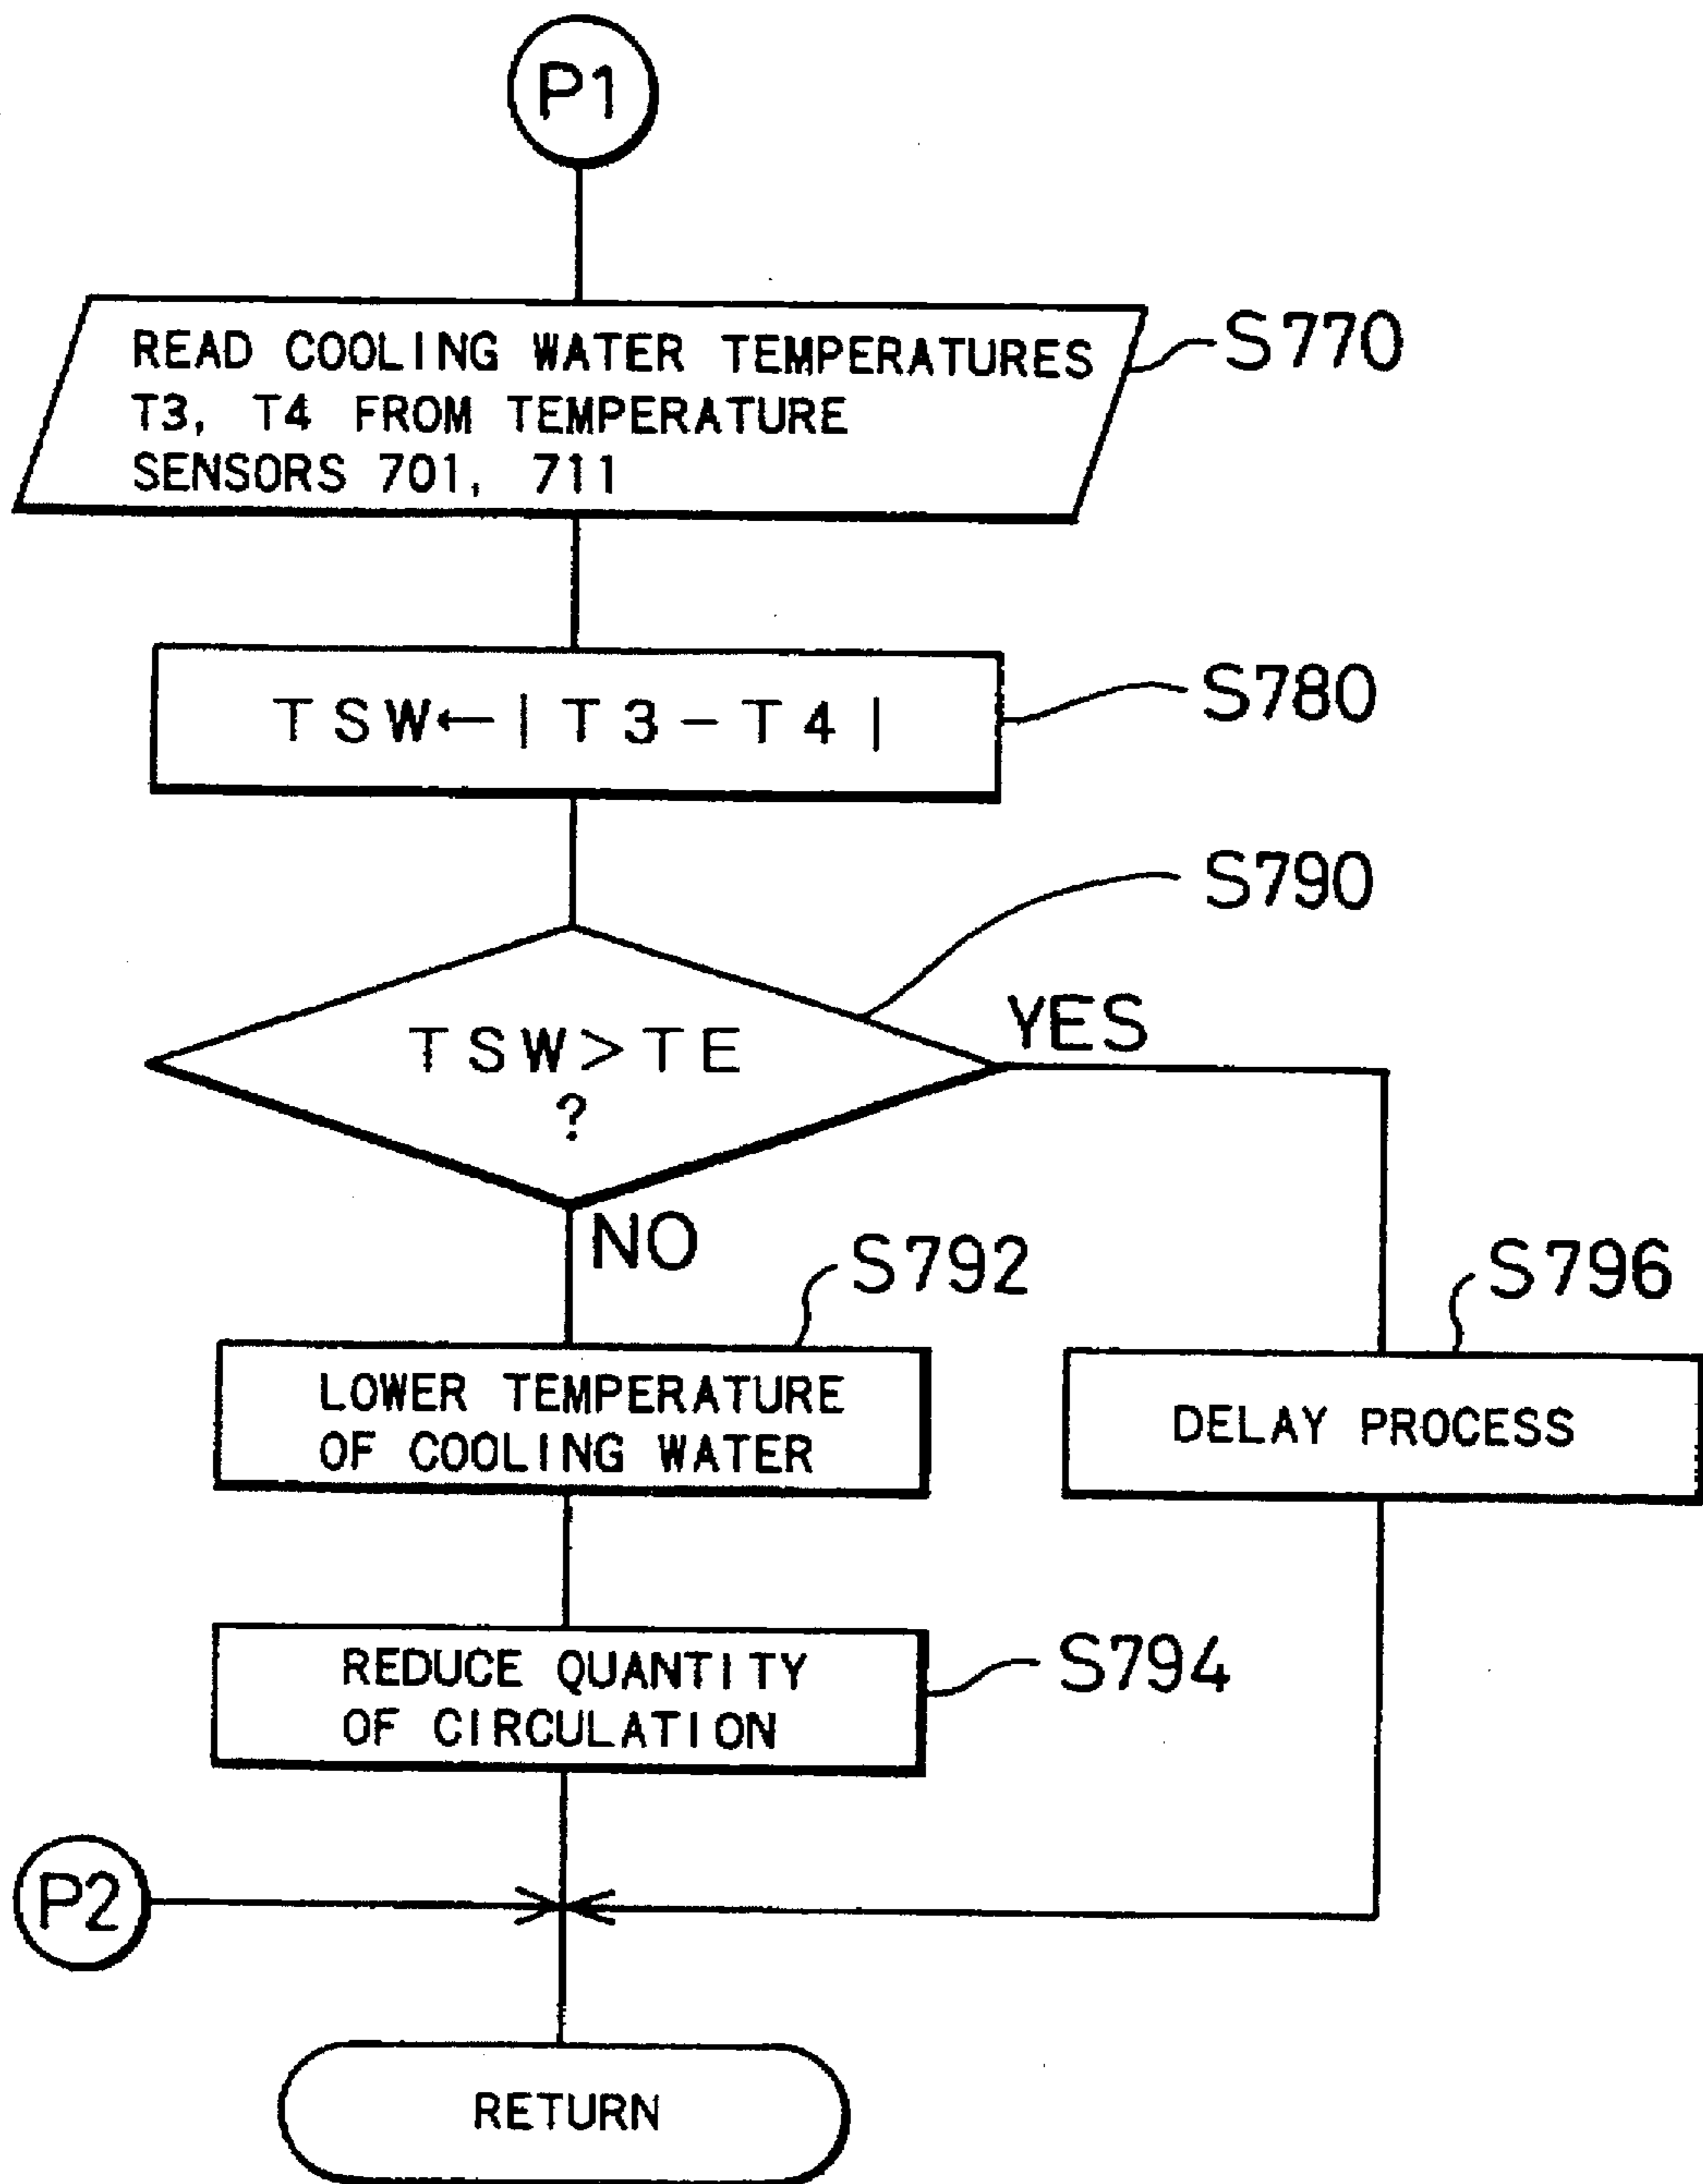 P1
READ COOLING WATER TEMPERATURES
T3, T4 FROM TEMPERATURE
SENSORS 701, 711
S770
TSW←|T3-T4|
S780
S790
TSW>TE
?
YES
NO
S792
S796
LOWER TEMPERATURE
OF COOLING WATER
DELAY PROCESS
REDUCE QUANTITY
OF CIRCULATION
S794
P2
RETURN